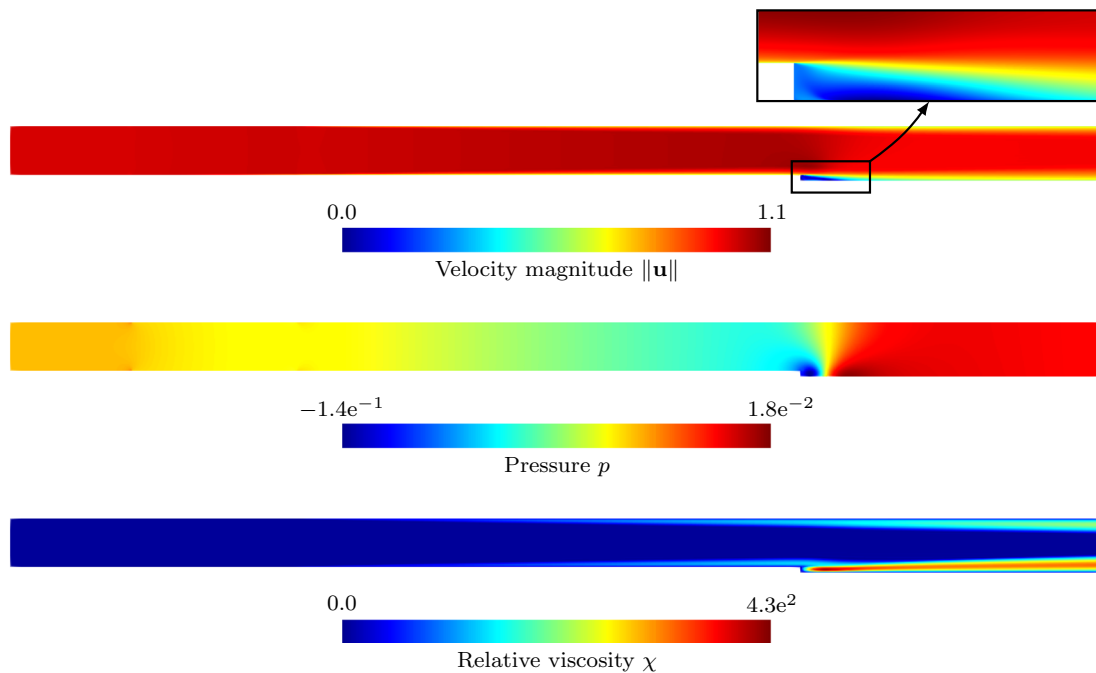 0.0 1.1
Velocity magnitude ‖𝐮‖
−1.4e⁻¹ 1.8e⁻²
Pressure p
0.0 4.3e²
Relative viscosity χ